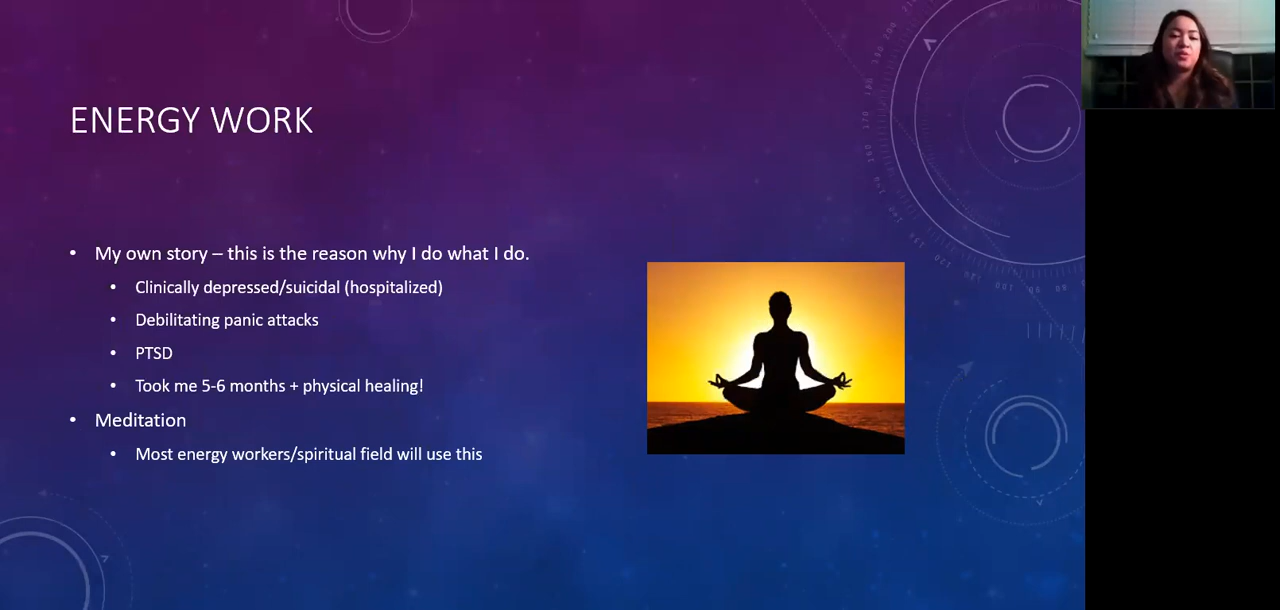 ENERGY WORK
• My own story – this is the reason why I do what I do.
• Clinically depressed/suicidal (hospitalized)
• Debilitating panic attacks
• PTSD
• Took me 5-6 months + physical healing!
• Meditation
• Most energy workers/spiritual field will use this